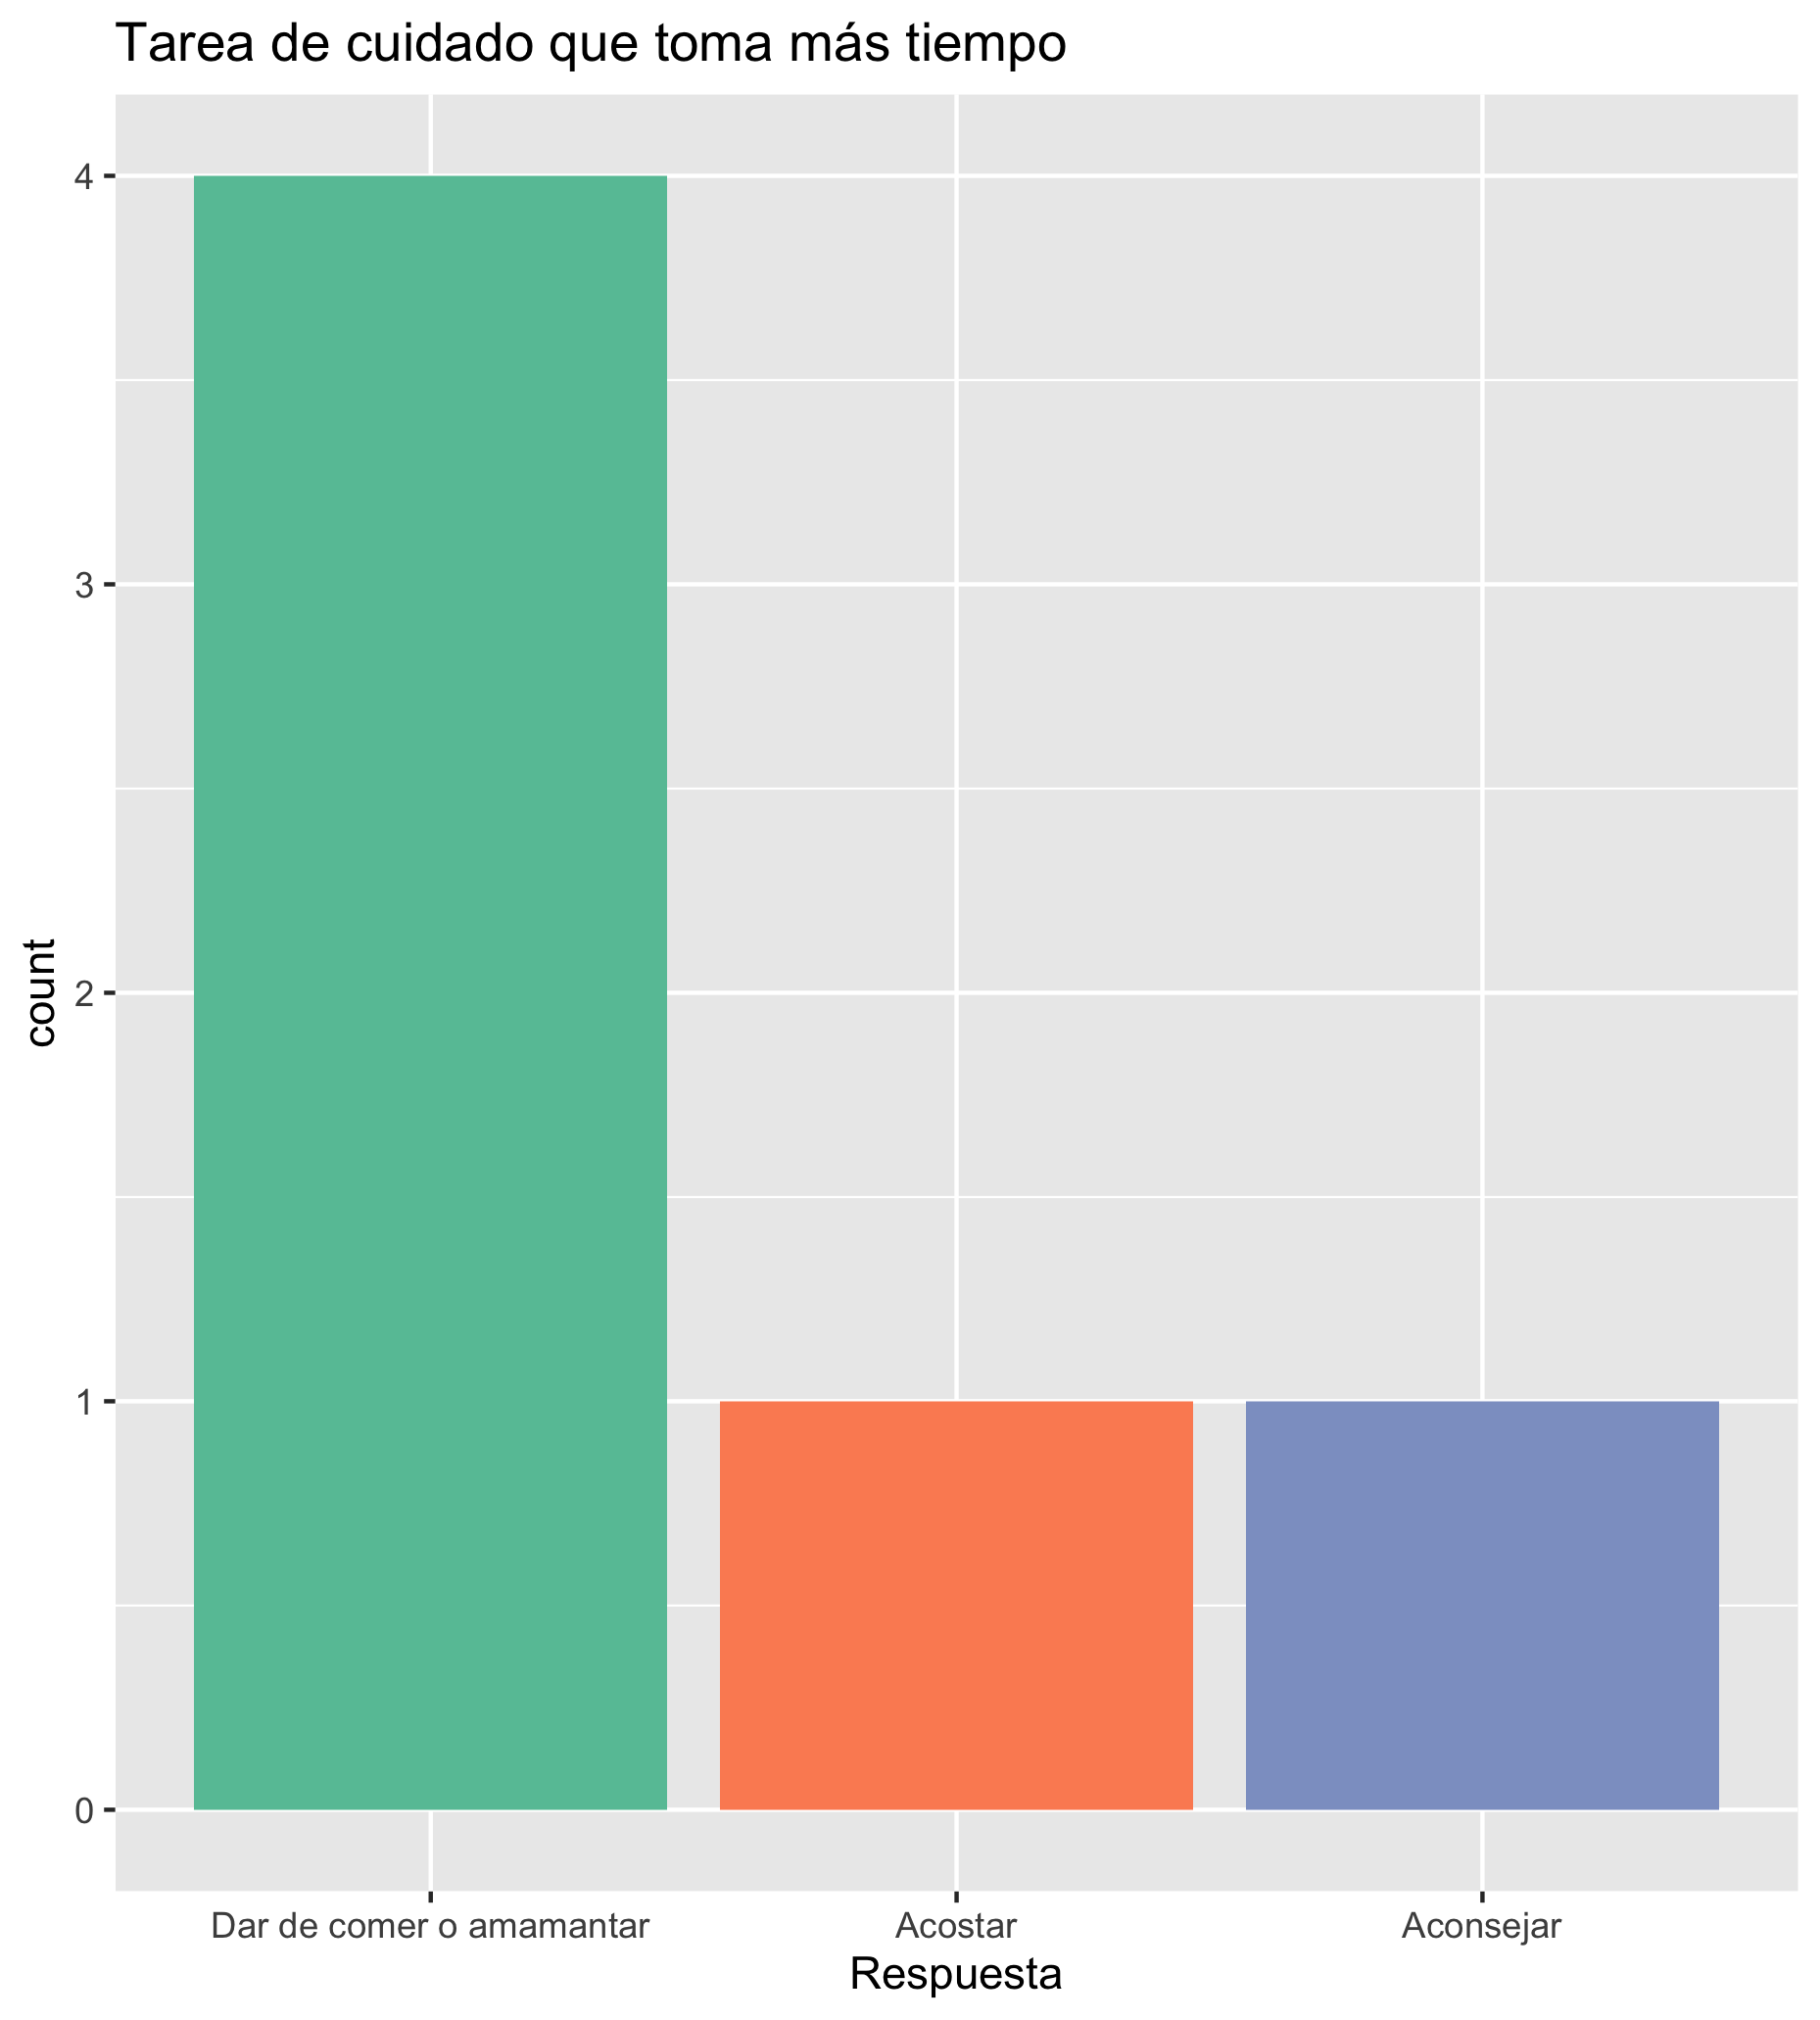 Tarea de cuidado que toma más tiempo
4
3
2
1
0
count
Dar de comer o amamantar
Acostar
Aconsejar
Respuesta